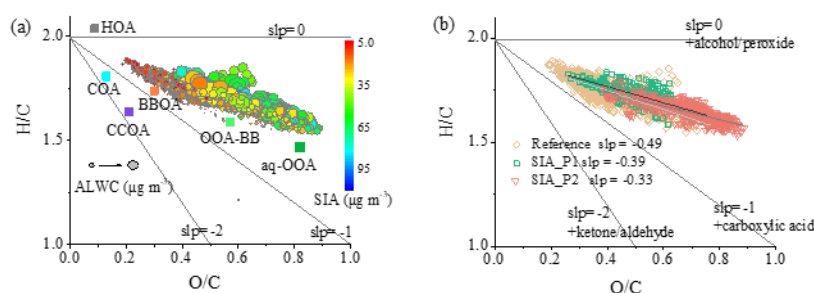 (a)
HOA
slp= 0
2.0
5.0
COA
BBOA
35
H/C
CCOA
OOA-BB
aq-OOA
65
1.5
95
ALWC (μg m⁻³)
SIA (μg m⁻³)
slp= -2
slp= -1
1.0
0.0 0.2 0.4 0.6 0.8 1.0
O/C
(b)
slp= 0
+alcohol/peroxide
2.0
H/C
1.5
Reference slp = -0.49
SIA_P1 slp = -0.39
SIA_P2 slp = -0.33
slp= -2
+ketone/aldehyde
slp= -1
+carboxylic acid
1.0
0.0 0.2 0.4 0.6 0.8 1.0
O/C